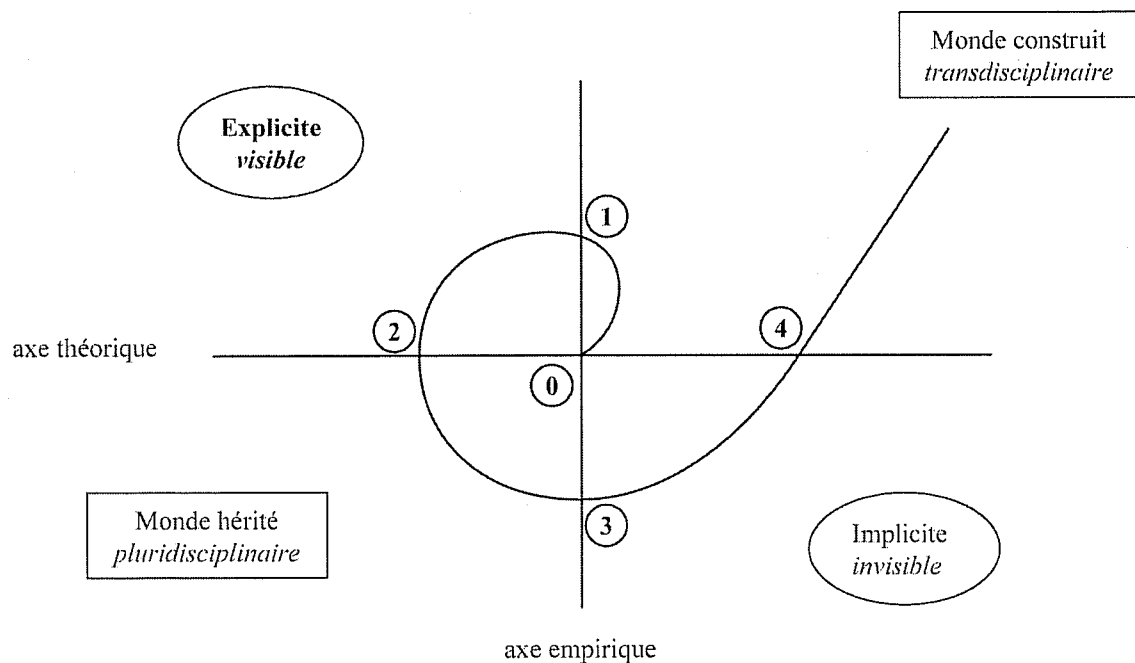 Monde construit
transdisciplinaire
Explicite
visible
1
2
4
axe théorique
0
Monde hérité
pluridisciplinaire
3
Implicite
invisible
axe empirique